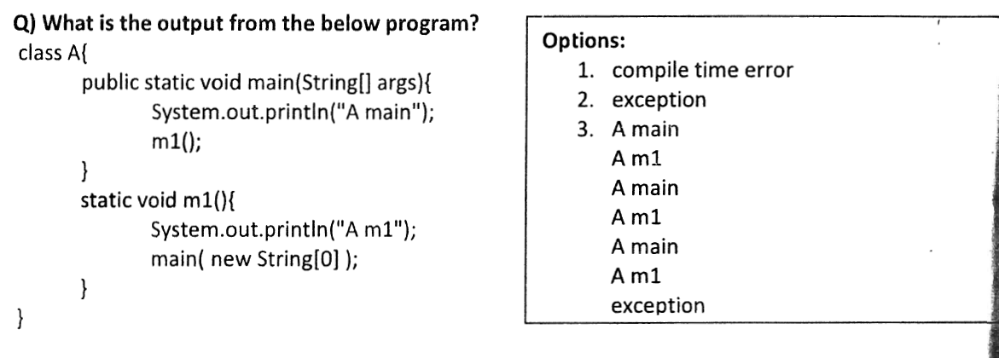 Q) What is the output from the below program?
class A{
public static void main(String[] args){
System.out.println("A main");
m1();
}
static void m1(){
System.out.println("A m1");
main( new String[0] );
}
}
Options:
1. compile time error
2. exception
3. A main
A m1
A main
A m1
A main
A m1
exception